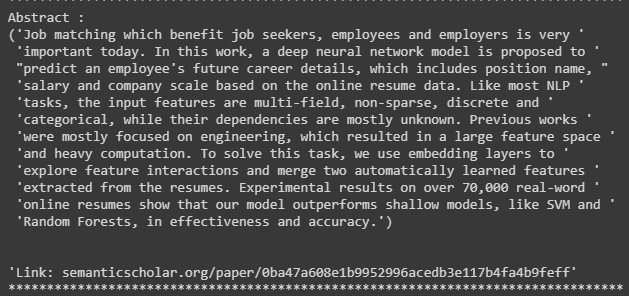 *******************************************************************************
Abstract :
('Job matching which benefit job seekers, employees and employers is very '
 'important today. In this work, a deep neural network model is proposed to '
 "predict an employee's future career details, which includes position name, "
 'salary and company scale based on the online resume data. Like most NLP '
 'tasks, the input features are multi-field, non-sparse, discrete and '
 'categorical, while their dependencies are mostly unknown. Previous works '
 'were mostly focused on engineering, which resulted in a large feature space '
 'and heavy computation. To solve this task, we use embedding layers to '
 'explore feature interactions and merge two automatically learned features '
 'extracted from the resumes. Experimental results on over 70,000 real-word '
 'online resumes show that our model outperforms shallow models, like SVM and '
 'Random Forests, in effectiveness and accuracy.')
'Link: semanticscholar.org/paper/0ba47a608e1b9952996acedb3e117b4fa4b9feff'
*******************************************************************************